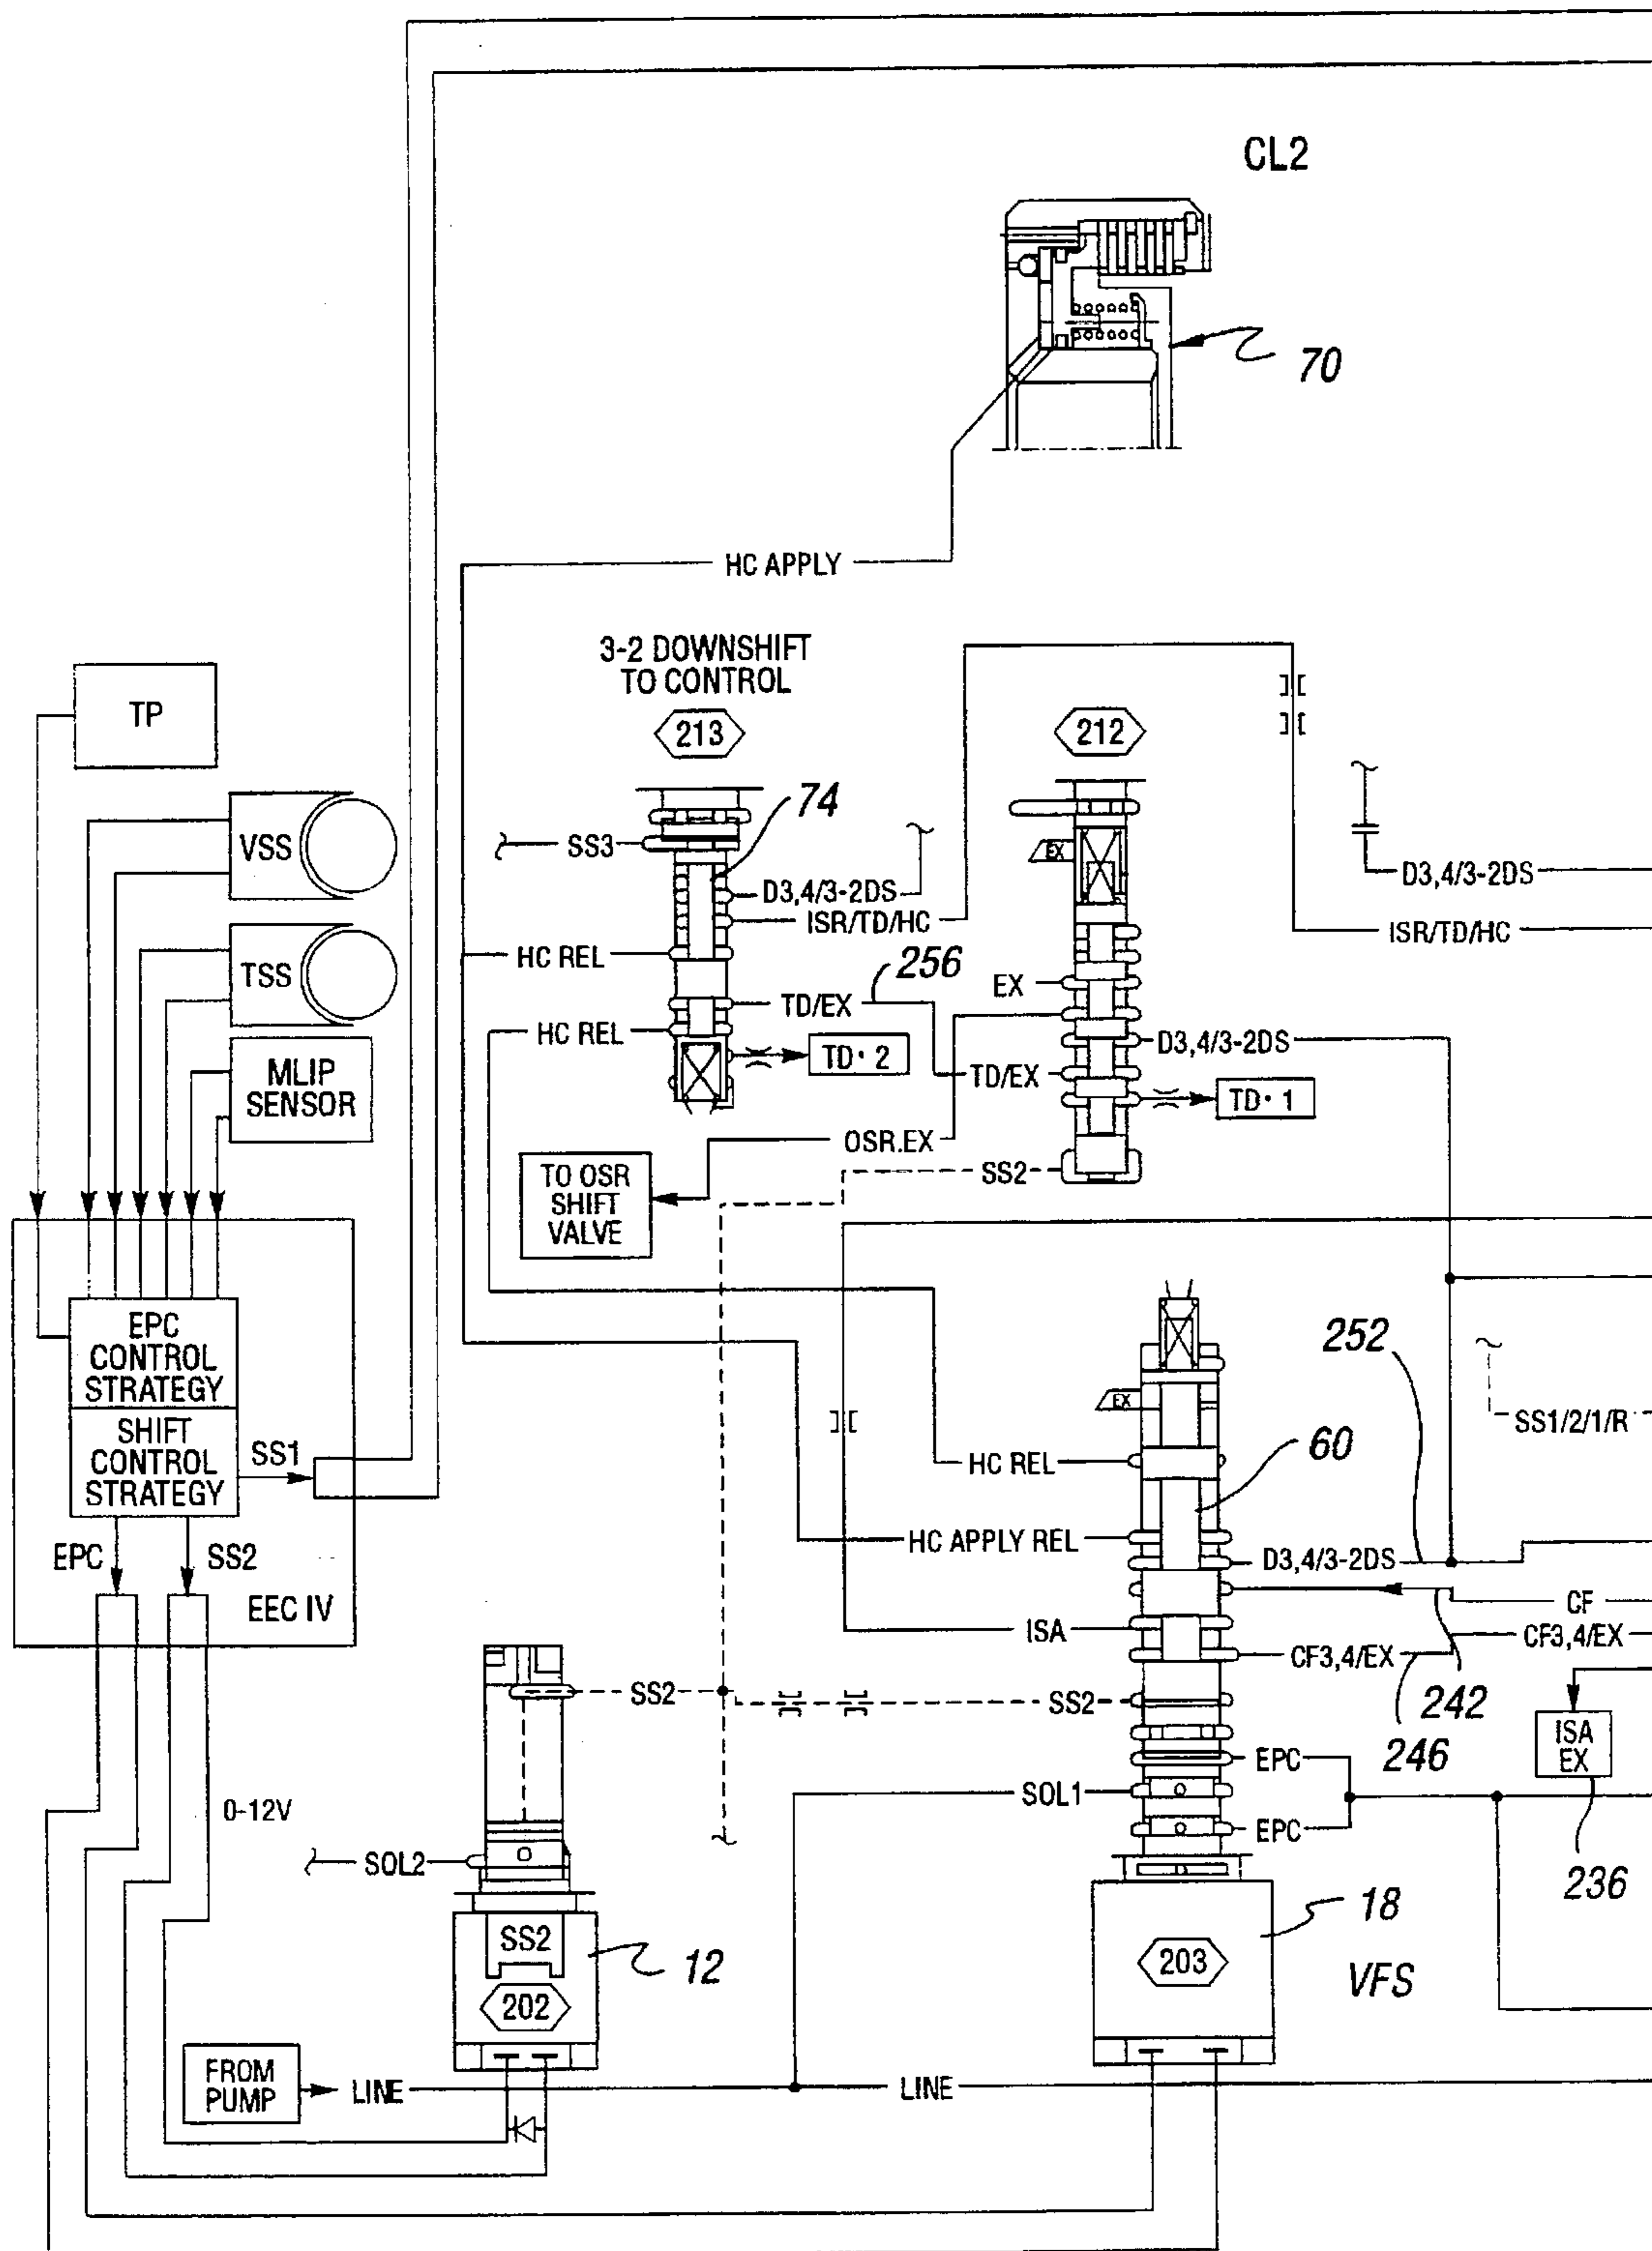 CL2
70
HC APPLY
3-2 DOWNSHIFT
TO CONTROL
TP
213
212
74
VSS
SS3
EX
D3,4/3-2DS
D3,4/3-2DS
ISR/TD/HC
ISR/TD/HC
HC REL
256
TSS
EX
TD/EX
HC REL
D3,4/3-2DS
TD·2
TD/EX
MLIP
SENSOR
TD·1
OSR.EX
TO OSR
SHIFT
VALVE
SS2
EPC
CONTROL
STRATEGY
252
EX
SS1/2/1/R
SHIFT
CONTROL
STRATEGY
SS1
60
HC REL
HC APPLY REL
EPC
SS2
D3,4/3-2DS
EEC IV
CF
ISA
CF3,4/EX
CF3,4/EX
SS2
SS2
242
246
ISA
EX
EPC
SOL1
0-12V
EPC
SOL2
236
18
SS2
12
203
VFS
202
FROM
PUMP
LINE
LINE